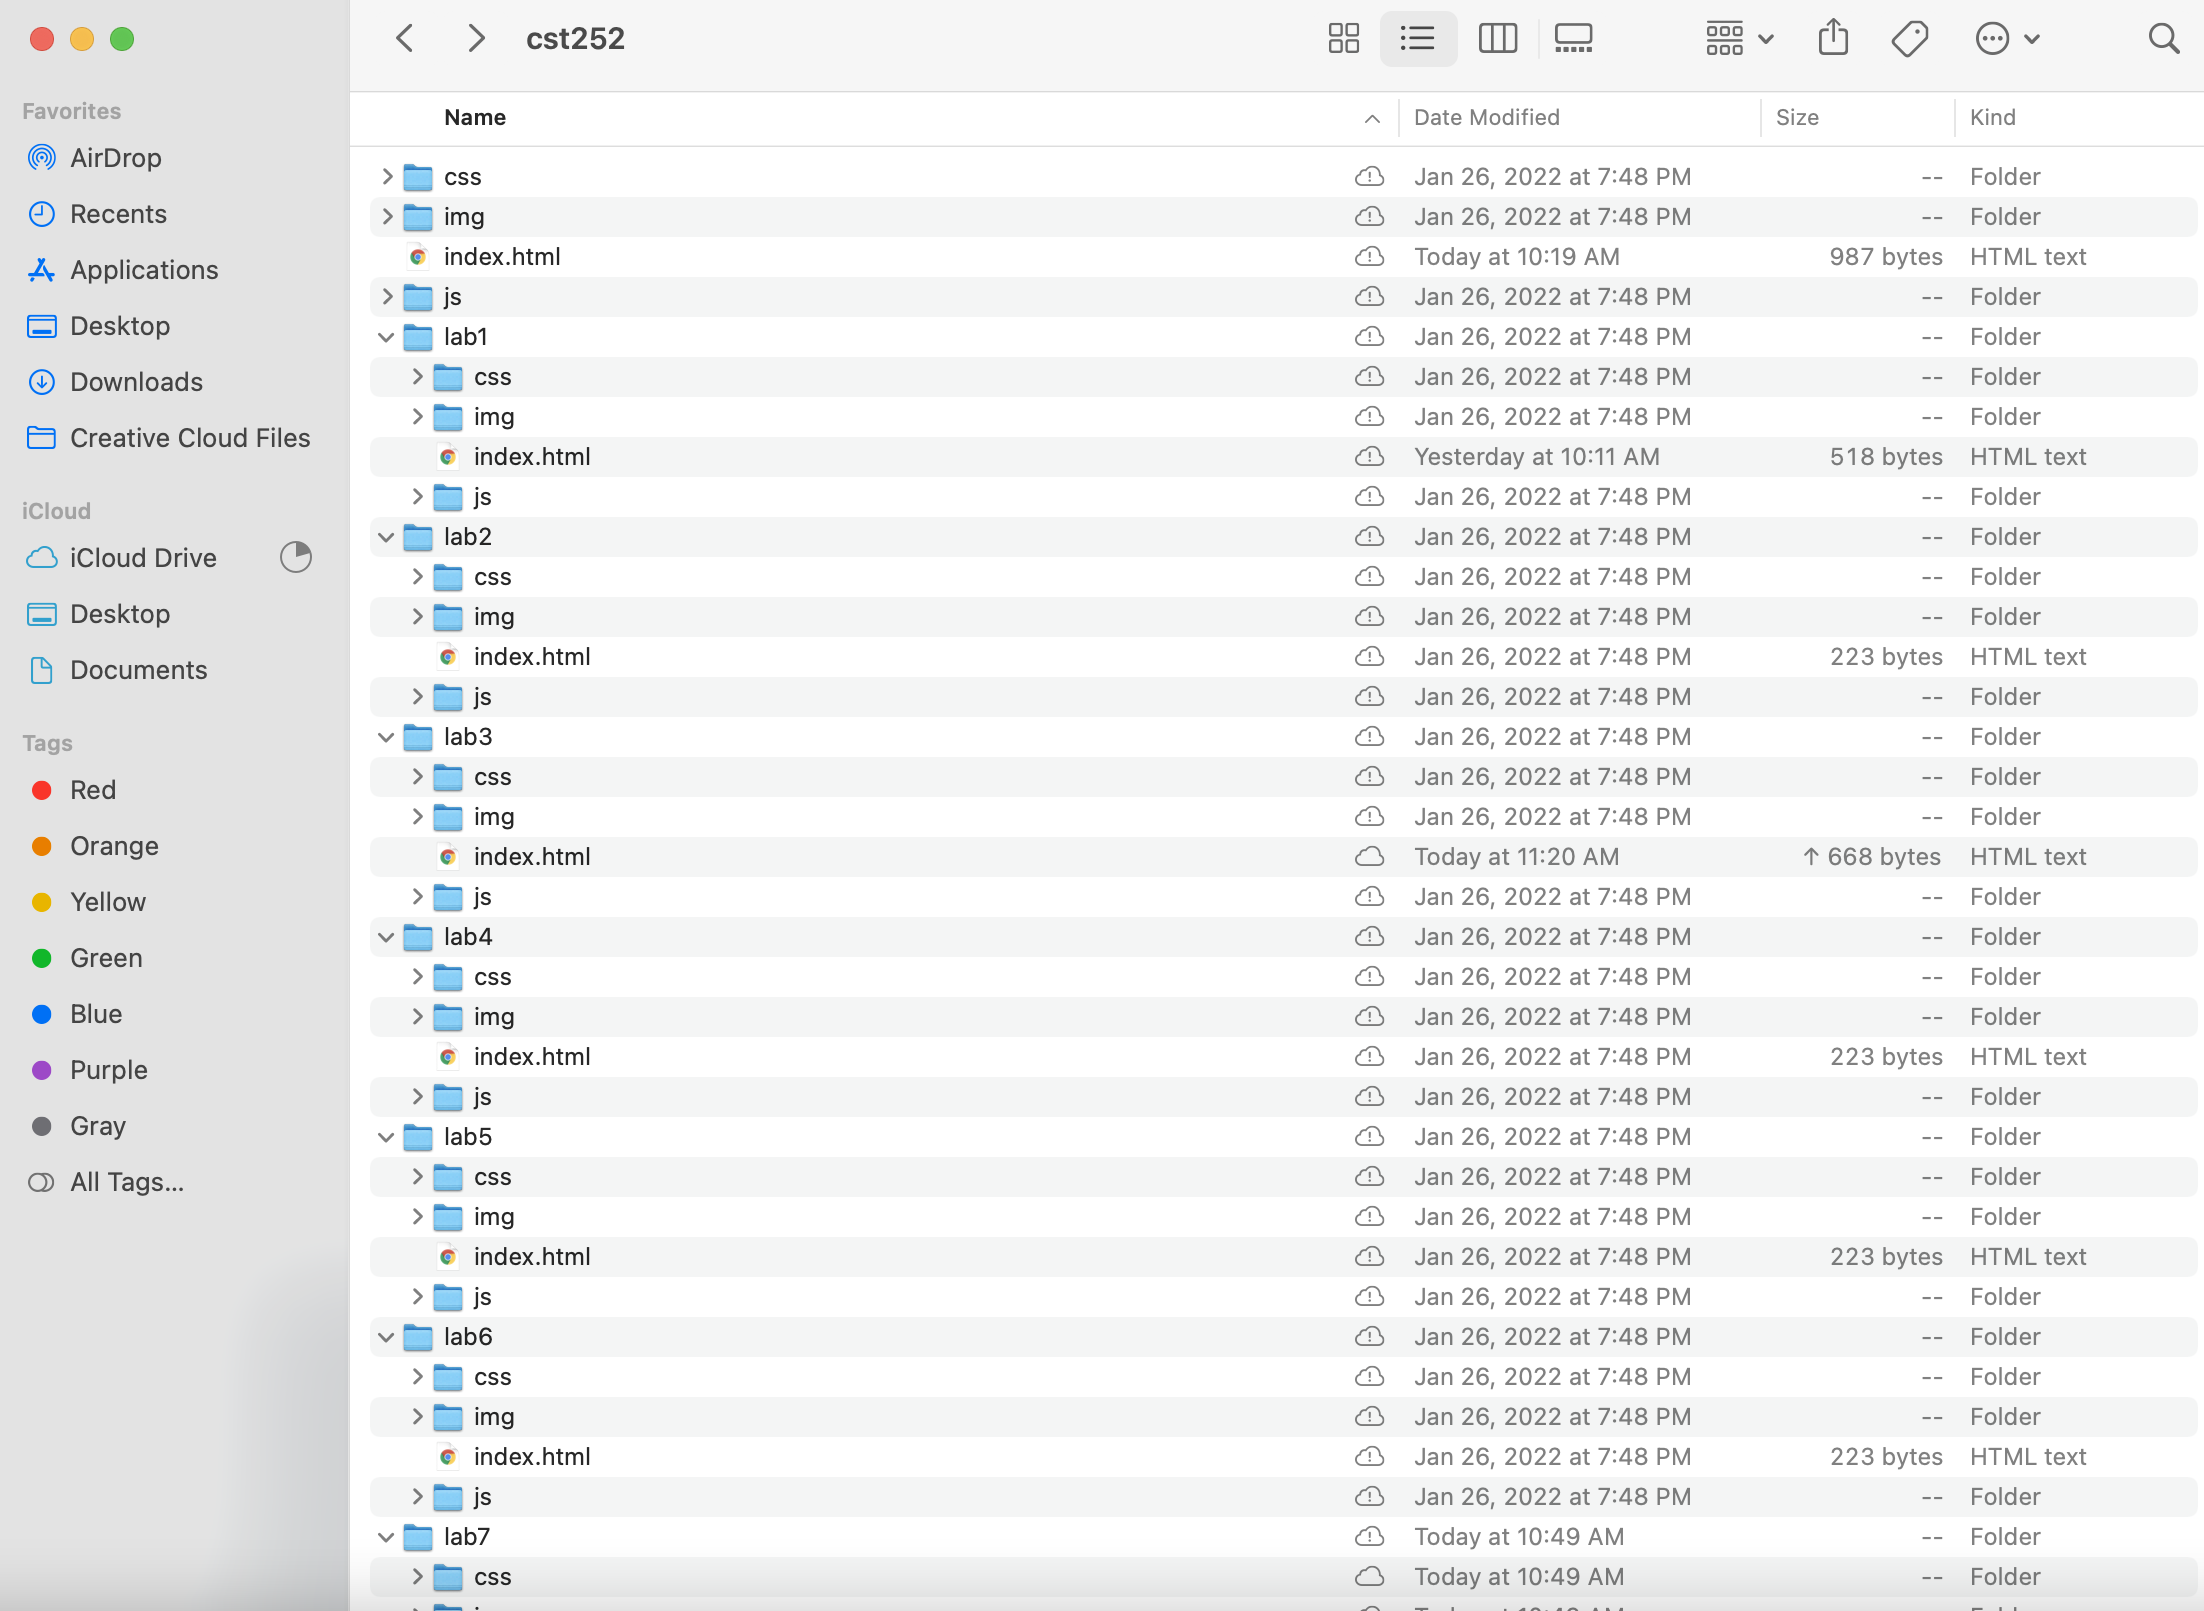 cst252
Favorites
AirDrop
Recents
Applications
Desktop
Downloads
Creative Cloud Files
iCloud
iCloud Drive
Desktop
Documents
Tags
Red
Orange
Yellow
Green
Blue
Purple
Gray
All Tags...
Name Date Modified Size Kind
css Jan 26, 2022 at 7:48 PM -- Folder
img Jan 26, 2022 at 7:48 PM -- Folder
index.html Today at 10:19 AM 987 bytes HTML text
js Jan 26, 2022 at 7:48 PM -- Folder
lab1 Jan 26, 2022 at 7:48 PM -- Folder
css Jan 26, 2022 at 7:48 PM -- Folder
img Jan 26, 2022 at 7:48 PM -- Folder
index.html Yesterday at 10:11 AM 518 bytes HTML text
js Jan 26, 2022 at 7:48 PM -- Folder
lab2 Jan 26, 2022 at 7:48 PM -- Folder
css Jan 26, 2022 at 7:48 PM -- Folder
img Jan 26, 2022 at 7:48 PM -- Folder
index.html Jan 26, 2022 at 7:48 PM 223 bytes HTML text
js Jan 26, 2022 at 7:48 PM -- Folder
lab3 Jan 26, 2022 at 7:48 PM -- Folder
css Jan 26, 2022 at 7:48 PM -- Folder
img Jan 26, 2022 at 7:48 PM -- Folder
index.html Today at 11:20 AM ↑ 668 bytes HTML text
js Jan 26, 2022 at 7:48 PM -- Folder
lab4 Jan 26, 2022 at 7:48 PM -- Folder
css Jan 26, 2022 at 7:48 PM -- Folder
img Jan 26, 2022 at 7:48 PM -- Folder
index.html Jan 26, 2022 at 7:48 PM 223 bytes HTML text
js Jan 26, 2022 at 7:48 PM -- Folder
lab5 Jan 26, 2022 at 7:48 PM -- Folder
css Jan 26, 2022 at 7:48 PM -- Folder
img Jan 26, 2022 at 7:48 PM -- Folder
index.html Jan 26, 2022 at 7:48 PM 223 bytes HTML text
js Jan 26, 2022 at 7:48 PM -- Folder
lab6 Jan 26, 2022 at 7:48 PM -- Folder
css Jan 26, 2022 at 7:48 PM -- Folder
img Jan 26, 2022 at 7:48 PM -- Folder
index.html Jan 26, 2022 at 7:48 PM 223 bytes HTML text
js Jan 26, 2022 at 7:48 PM -- Folder
lab7 Today at 10:49 AM -- Folder
css Today at 10:49 AM -- Folder